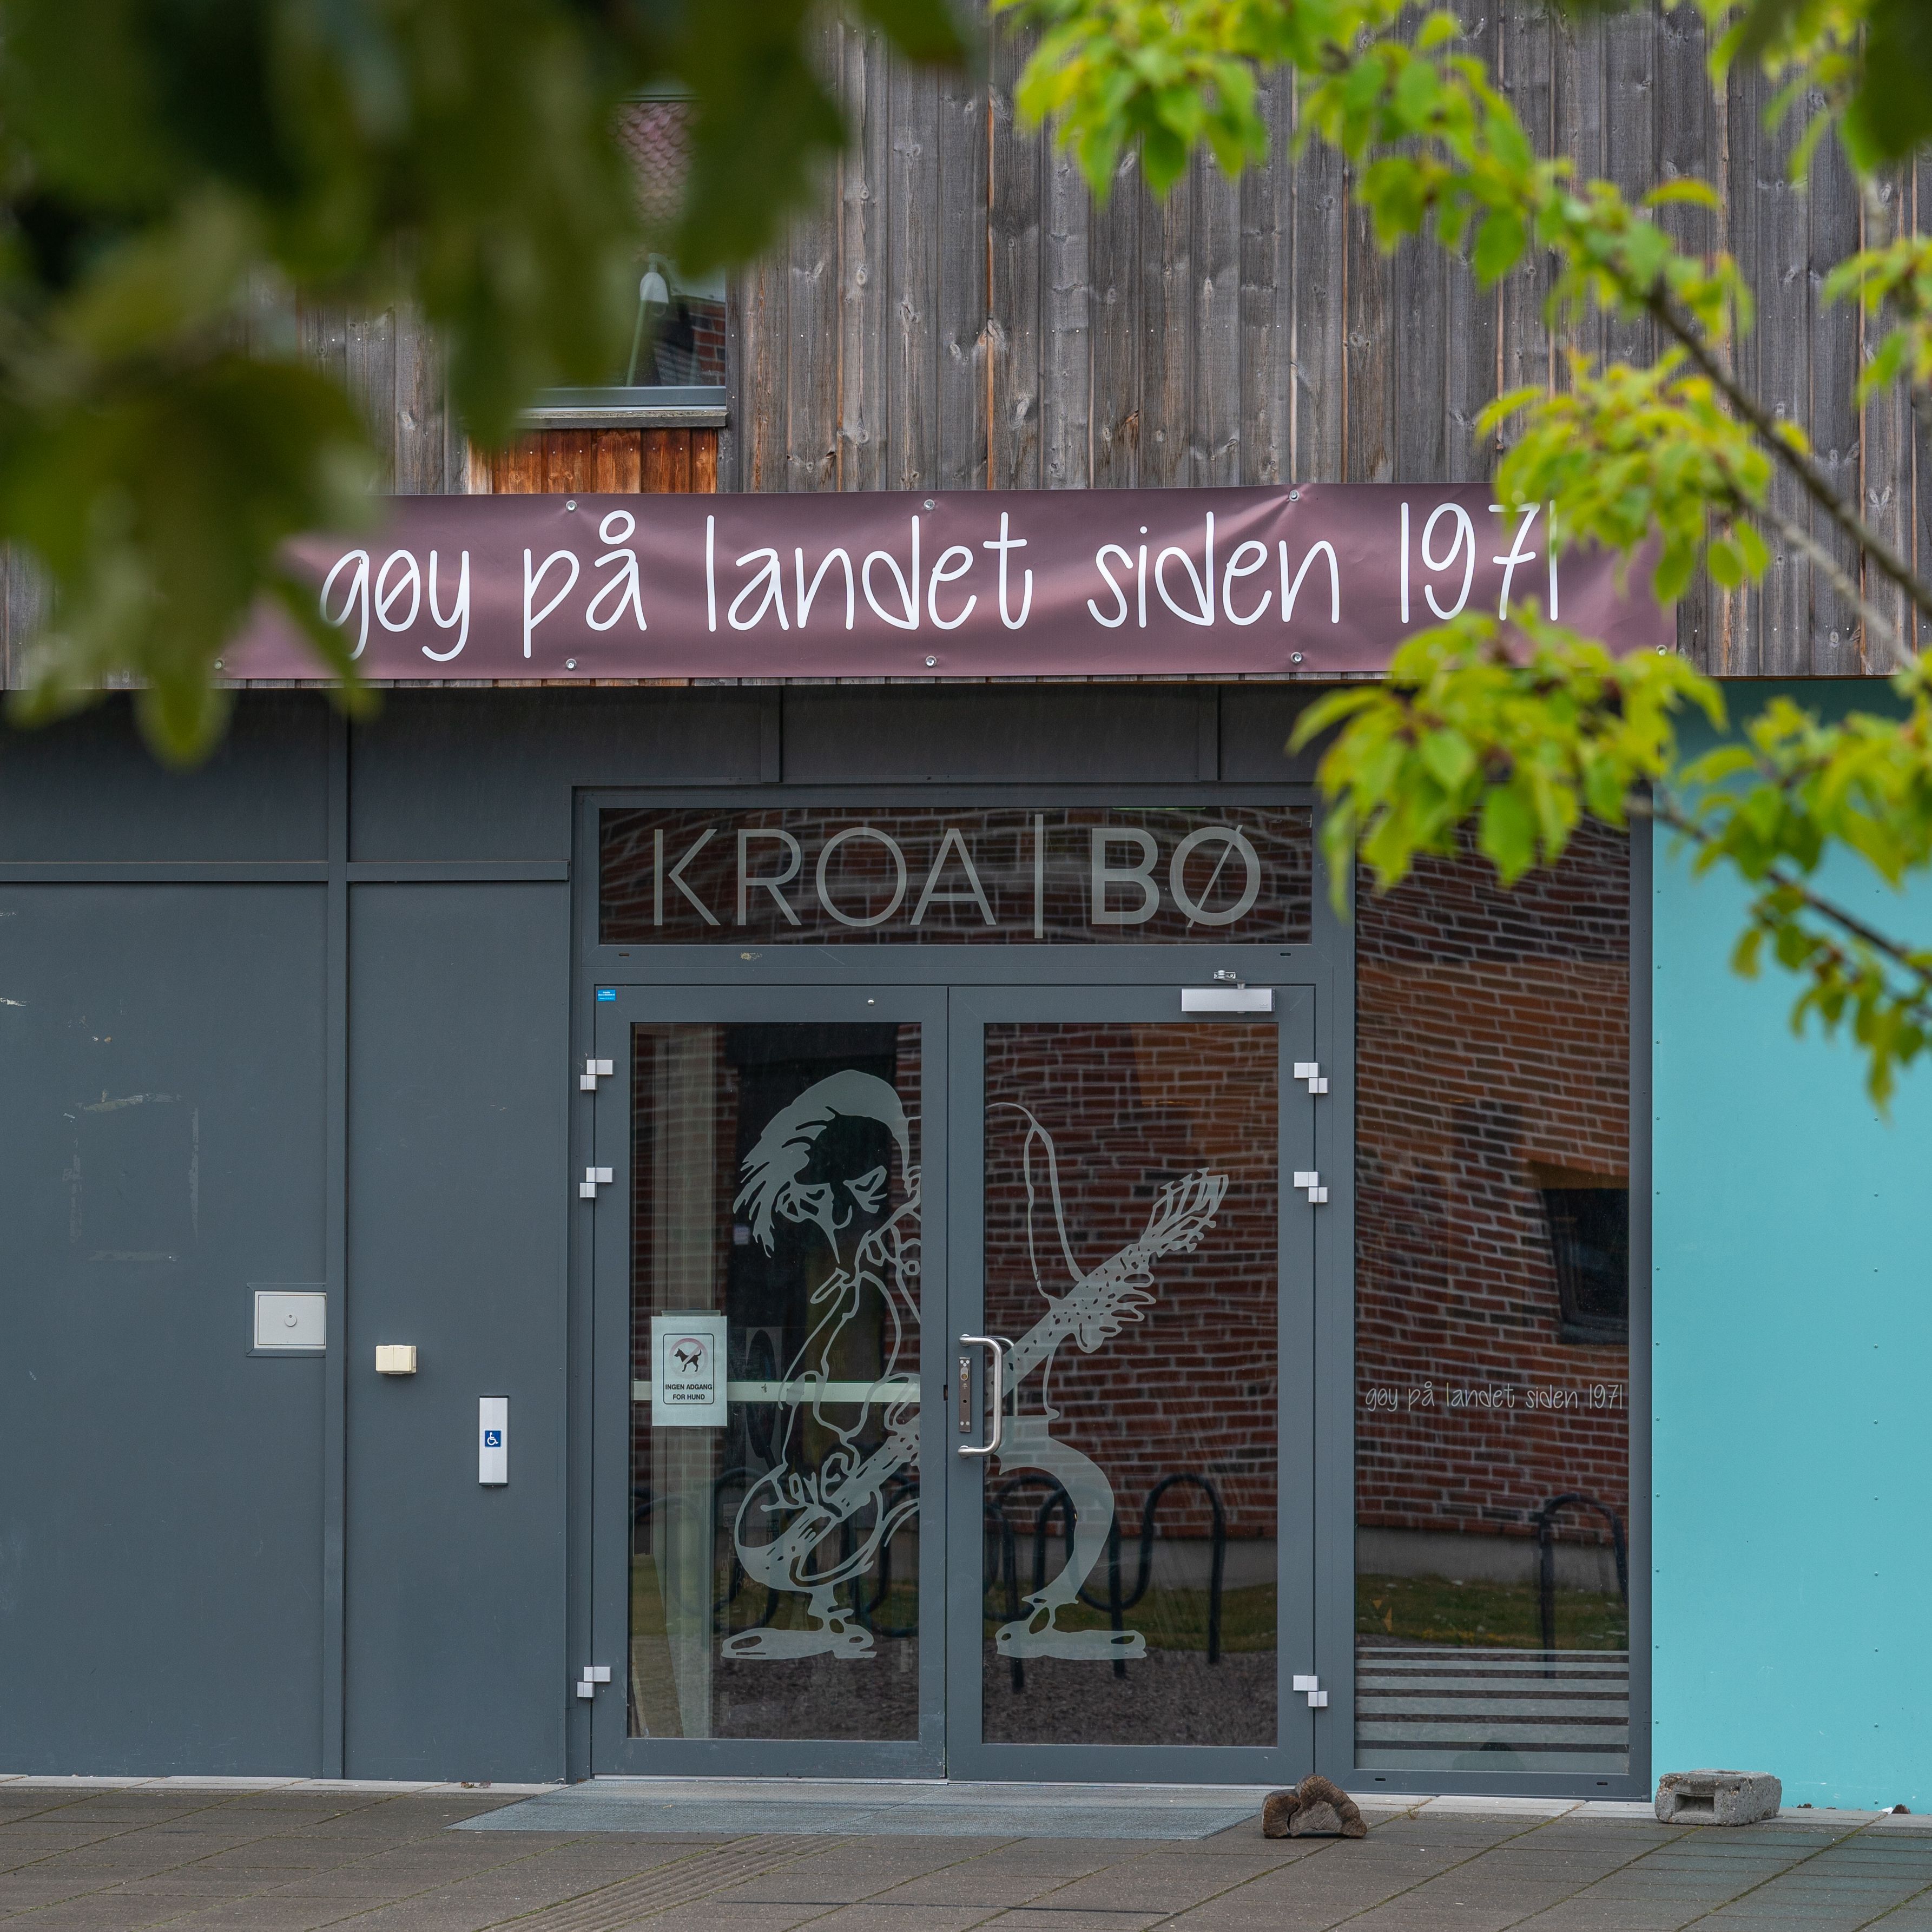 gøy på landet siden 1971
KROA | BØ
INGEN ADGANG
FOR HUND
gøy på landet siden 1971
Love